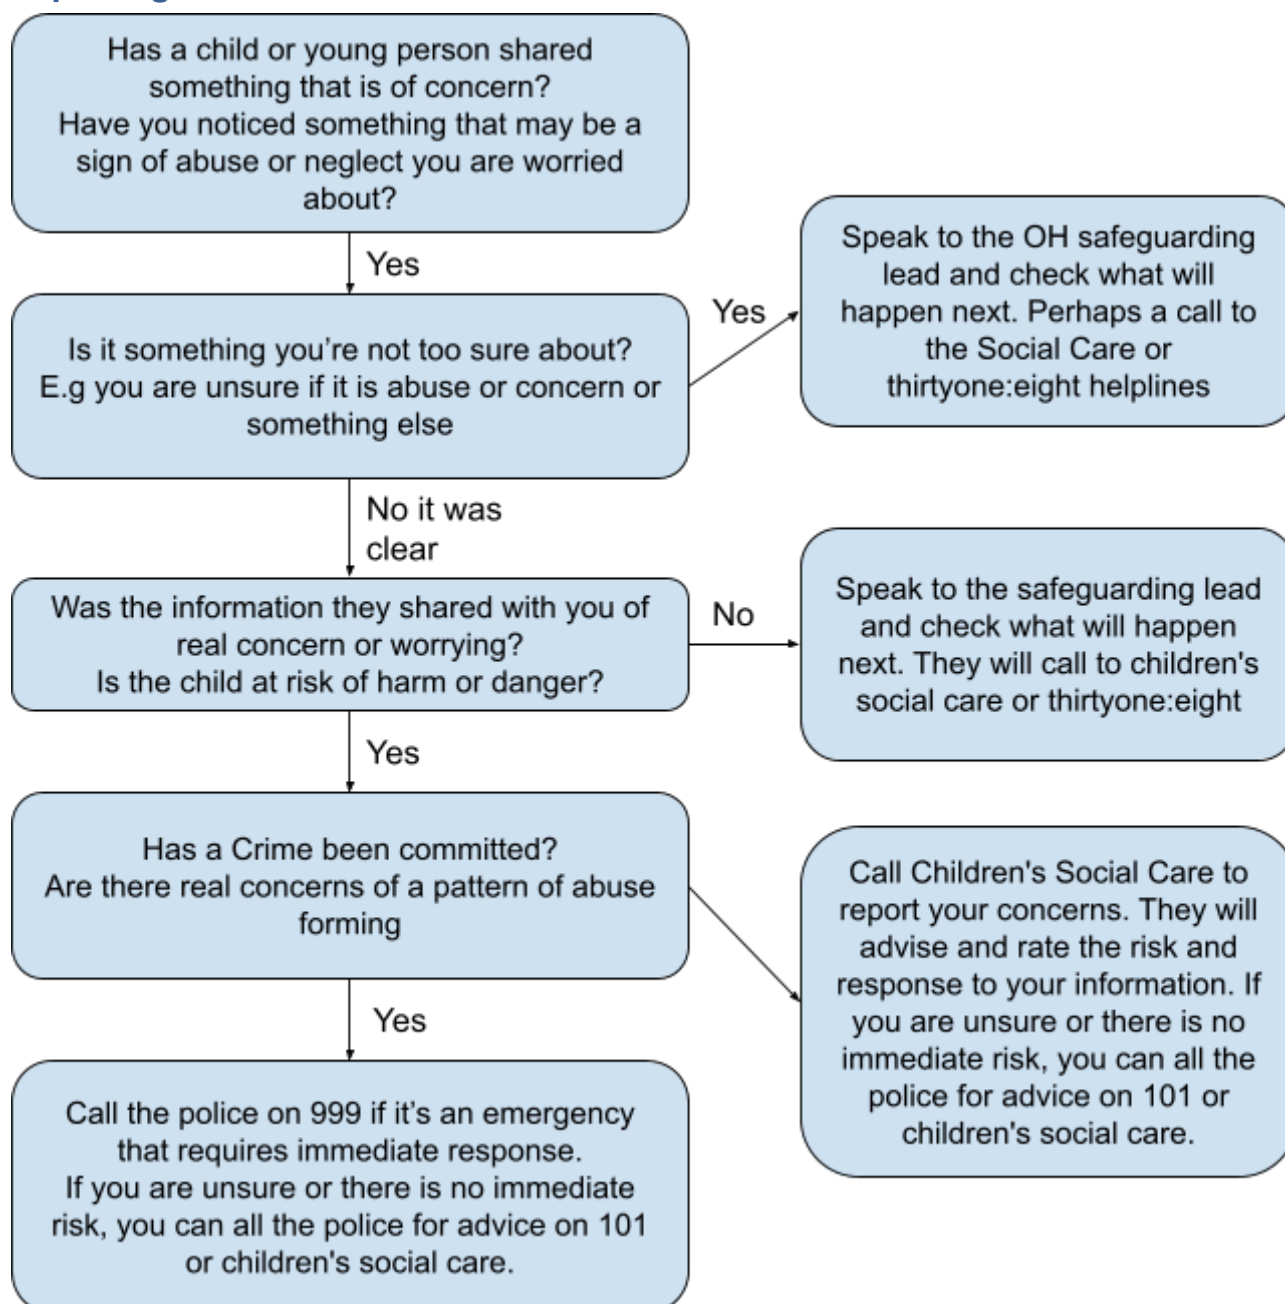 Has a child or young person shared
something that is of concern?
Have you noticed something that may be a
sign of abuse or neglect you are worried
about?
Yes
Is it something you're not too sure about?
E.g you are unsure if it is abuse or concern or
something else
Yes
Speak to the OH safeguarding
lead and check what will
happen next. Perhaps a call to
the Social Care or
thirtyone:eight helplines
No it was
clear
Was the information they shared with you of
real concern or worrying?
Is the child at risk of harm or danger?
No
Speak to the safeguarding lead
and check what will happen
next. They will call to children's
social care or thirtyone:eight
Yes
Has a Crime been committed?
Are there real concerns of a pattern of abuse
forming
Call Children's Social Care to
report your concerns. They will
advise and rate the risk and
response to your information. If
you are unsure or there is no
immediate risk, you can all the
police for advice on 101 or
children's social care.
Yes
Call the police on 999 if it's an emergency
that requires immediate response.
If you are unsure or there is no immediate
risk, you can all the police for advice on 101
or children's social care.